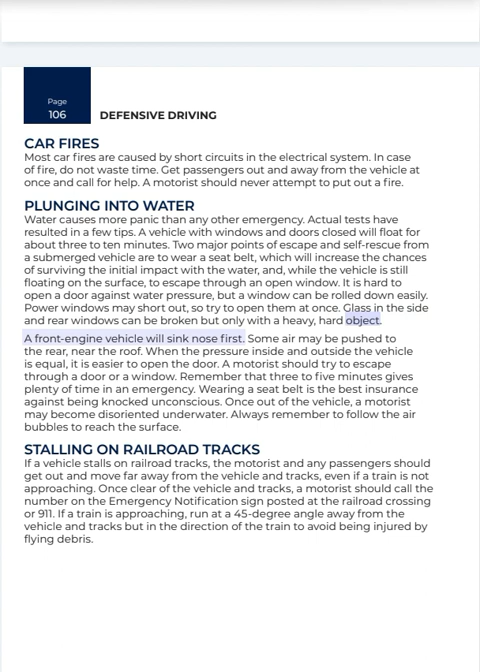 Page
106
DEFENSIVE DRIVING
CAR FIRES
Most car fires are caused by short circuits in the electrical system. In case
of fire, do not waste time. Get passengers out and away from the vehicle at
once and call for help. A motorist should never attempt to put out a fire.
PLUNGING INTO WATER
Water causes more panic than any other emergency. Actual tests have
resulted in a few tips. A vehicle with windows and doors closed will float for
about three to ten minutes. Two major points of escape and self-rescue from
a submerged vehicle are to wear a seat belt, which will increase the chances
of surviving the initial impact with the water, and, while the vehicle is still
floating on the surface, to escape through an open window. It is hard to
open a door against water pressure, but a window can be rolled down easily.
Power windows may short out, so try to open them at once. Glass in the side
and rear windows can be broken but only with a heavy, hard object.
A front-engine vehicle will sink nose first. Some air may be pushed to
the rear, near the roof. When the pressure inside and outside the vehicle
is equal, it is easier to open the door. A motorist should try to escape
through a door or a window. Remember that three to five minutes gives
plenty of time in an emergency. Wearing a seat belt is the best insurance
against being knocked unconscious. Once out of the vehicle, a motorist
may become disoriented underwater. Always remember to follow the air
bubbles to reach the surface.
STALLING ON RAILROAD TRACKS
If a vehicle stalls on railroad tracks, the motorist and any passengers should
get out and move far away from the vehicle and tracks, even if a train is not
approaching. Once clear of the vehicle and tracks, a motorist should call the
number on the Emergency Notification sign posted at the railroad crossing
or 911. If a train is approaching, run at a 45-degree angle away from the
vehicle and tracks but in the direction of the train to avoid being injured by
flying debris.